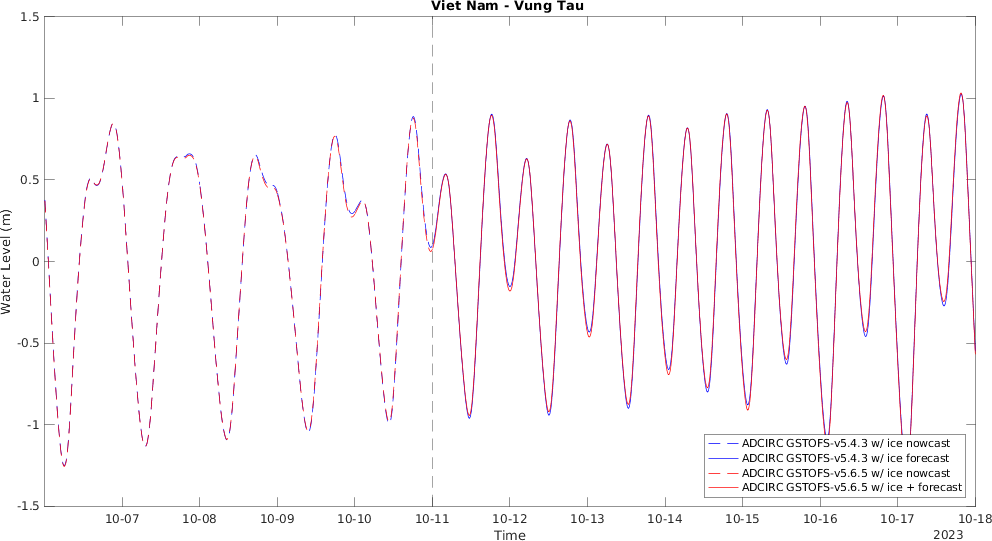 Viet Nam - Vung Tau
1.5
1
0.5
0
-0.5
-1
-1.5
Water Level (m)
ADCIRC GSTOFS-v5.4.3 w/ ice nowcast
ADCIRC GSTOFS-v5.4.3 w/ ice forecast
ADCIRC GSTOFS-v5.6.5 w/ ice nowcast
ADCIRC GSTOFS-v5.6.5 w/ ice + forecast
10-07 10-08 10-09 10-10 10-11 10-12 10-13 10-14 10-15 10-16 10-17 10-18
Time
2023